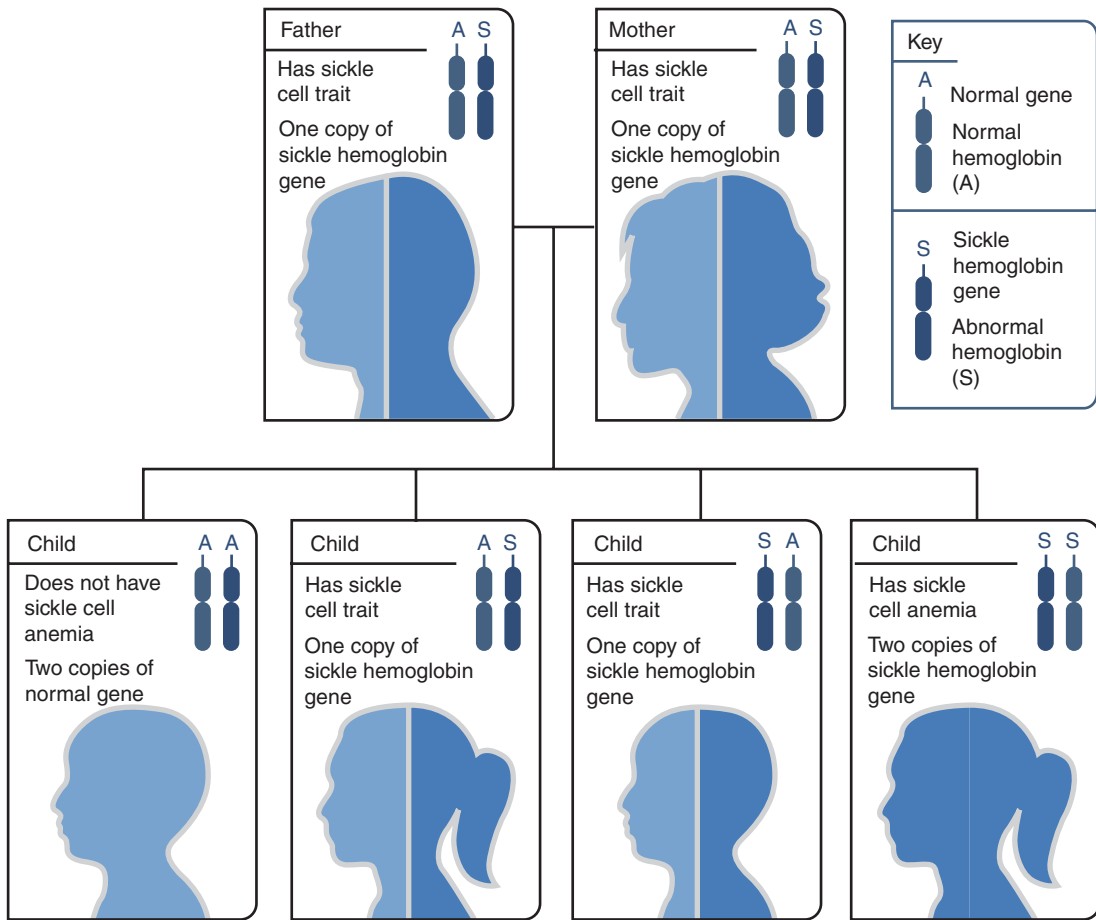 Father
A S
Has sickle
cell trait
One copy of
sickle hemoglobin
gene
Mother
A S
Has sickle
cell trait
One copy of
sickle hemoglobin
gene
Key
A
Normal gene
Normal
hemoglobin
(A)
S
Sickle
hemoglobin
gene
Abnormal
hemoglobin
(S)
Child
A A
Does not have
sickle cell
anemia
Two copies of
normal gene
Child
A S
Has sickle
cell trait
One copy of
sickle hemoglobin
gene
Child
S A
Has sickle
cell trait
One copy of
sickle hemoglobin
gene
Child
S S
Has sickle
cell anemia
Two copies of
sickle hemoglobin
gene